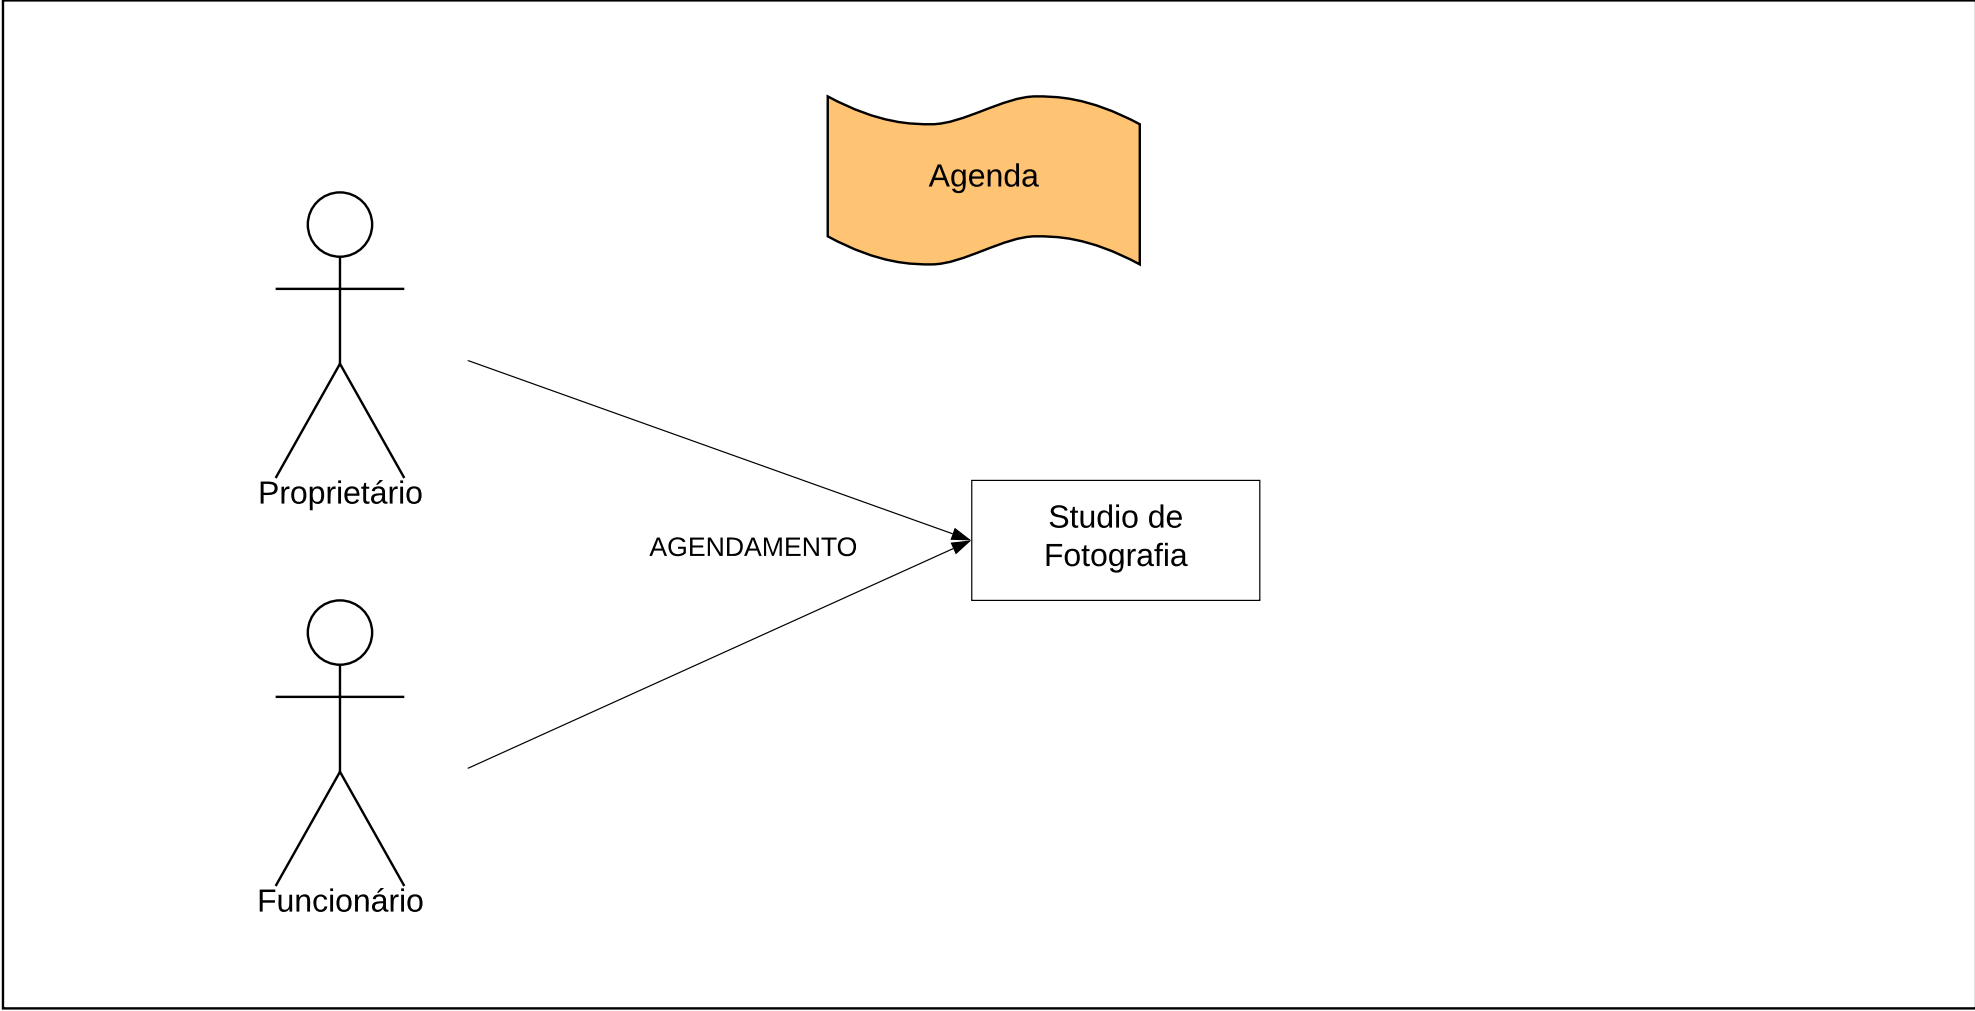 Agenda
Proprietário
Studio de
Fotografia
AGENDAMENTO
Funcionário